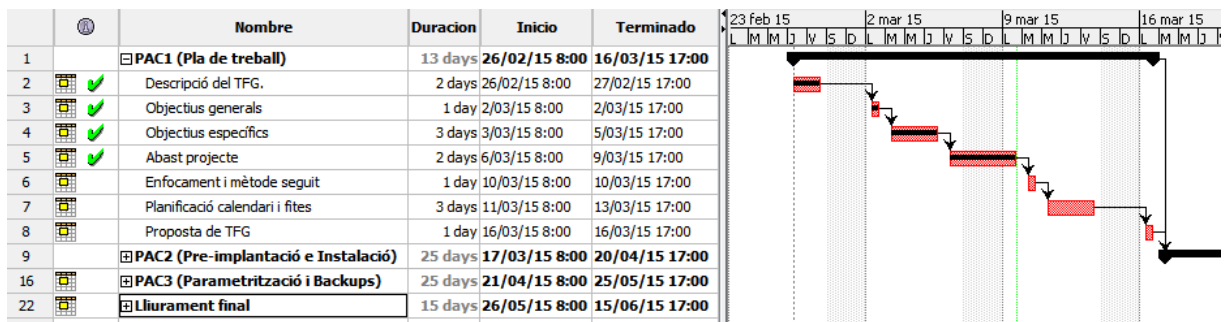 Nombre Duracion Inicio Terminado 23 feb 15 2 mar 15 9 mar 15 16 mar 15
L M M J V S D L M M J V S D L M M J V S D L M M J
1 PAC1 (Pla de treball) 13 days 26/02/15 8:00 16/03/15 17:00
2 Descripció del TFG. 2 days 26/02/15 8:00 27/02/15 17:00
3 Objectius generals 1 day 2/03/15 8:00 2/03/15 17:00
4 Objectius específics 3 days 3/03/15 8:00 5/03/15 17:00
5 Abast projecte 2 days 6/03/15 8:00 9/03/15 17:00
6 Enfocament i mètode seguit 1 day 10/03/15 8:00 10/03/15 17:00
7 Planificació calendari i fites 3 days 11/03/15 8:00 13/03/15 17:00
8 Proposta de TFG 1 day 16/03/15 8:00 16/03/15 17:00
9 PAC2 (Pre-implantació e Instalació) 25 days 17/03/15 8:00 20/04/15 17:00
16 PAC3 (Parametrització i Backups) 25 days 21/04/15 8:00 25/05/15 17:00
22 Lliurament final 15 days 26/05/15 8:00 15/06/15 17:00